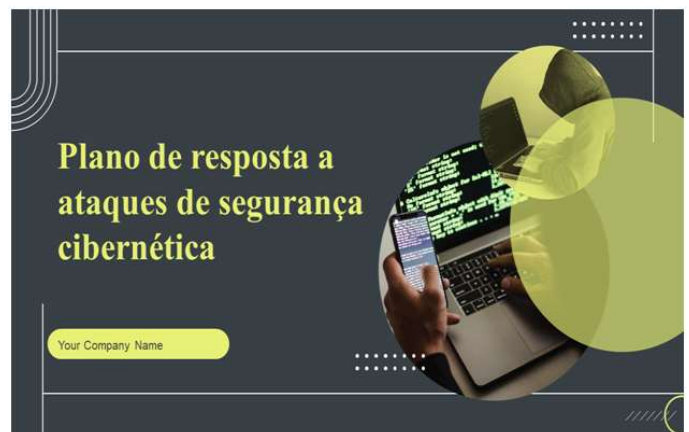 Plano de resposta a
ataques de segurança
cibernética
Your Company Name